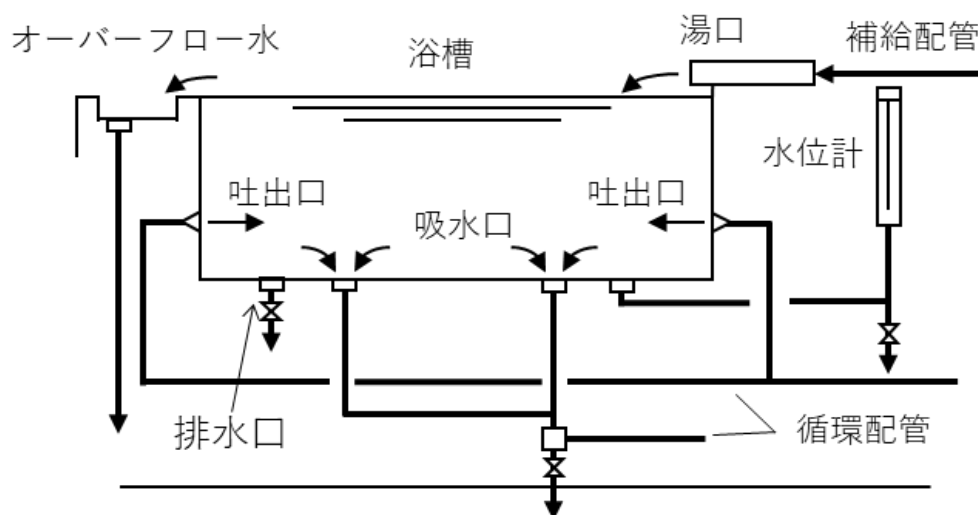 オーバーフロー水
浴槽
湯口
補給配管
水位計
吐出口
吸水口
吐出口
排水口
循環配管